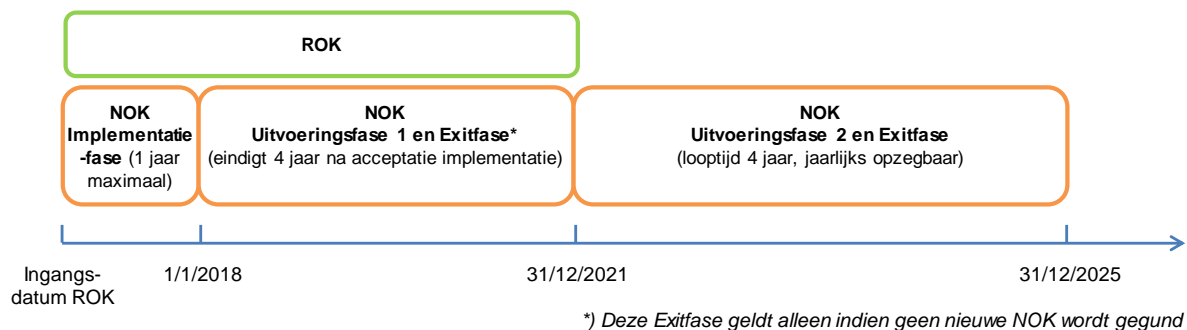 ROK
NOK
Implementatie
-fase (1 jaar
maximaal)
NOK
Uitvoeringsfase 1 en Exitfase*
(eindigt 4 jaar na acceptatie implementatie)
NOK
Uitvoeringsfase 2 en Exitfase
(looptijd 4 jaar, jaarlijks opzegbaar)
Ingangs-
datum ROK
1/1/2018
31/12/2021
31/12/2025
*) Deze Exitfase geldt alleen indien geen nieuwe NOK wordt gegund